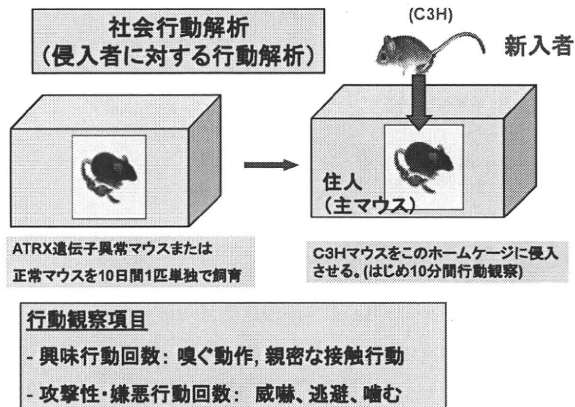 社会行動解析
(侵入者に対する行動解析)
(C3H)
新入者
住人
(主マウス)
ATRX遺伝子異常マウスまたは
正常マウスを10日間1匹単独で飼育
C3Hマウスをこのホームケージに侵入
させる。(はじめ10分間行動観察)
行動観察項目
- 興味行動回数: 嗅ぐ動作, 親密な接触行動
- 攻撃性・嫌悪行動回数: 威嚇、逃避、噛む